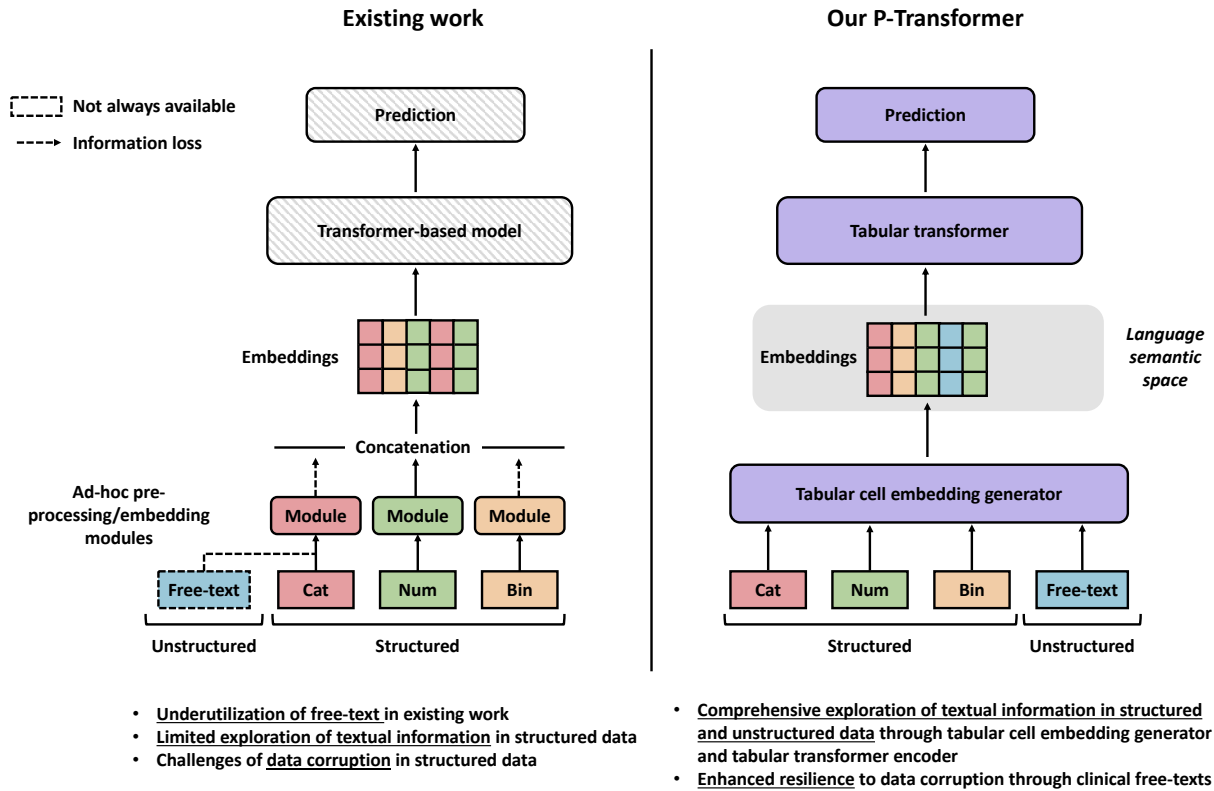 Existing work
Not always available
Information loss
Prediction
Transformer-based model
Embeddings
Concatenation
Ad-hoc pre-
processing/embedding
modules
Module
Module
Module
Free-text
Cat
Num
Bin
Unstructured
Structured
• Underutilization of free-text in existing work
• Limited exploration of textual information in structured data
• Challenges of data corruption in structured data
Our P-Transformer
Prediction
Tabular transformer
Embeddings
Language
semantic
space
Tabular cell embedding generator
Cat
Num
Bin
Free-text
Structured
Unstructured
• Comprehensive exploration of textual information in structured
and unstructured data through tabular cell embedding generator
and tabular transformer encoder
• Enhanced resilience to data corruption through clinical free-texts